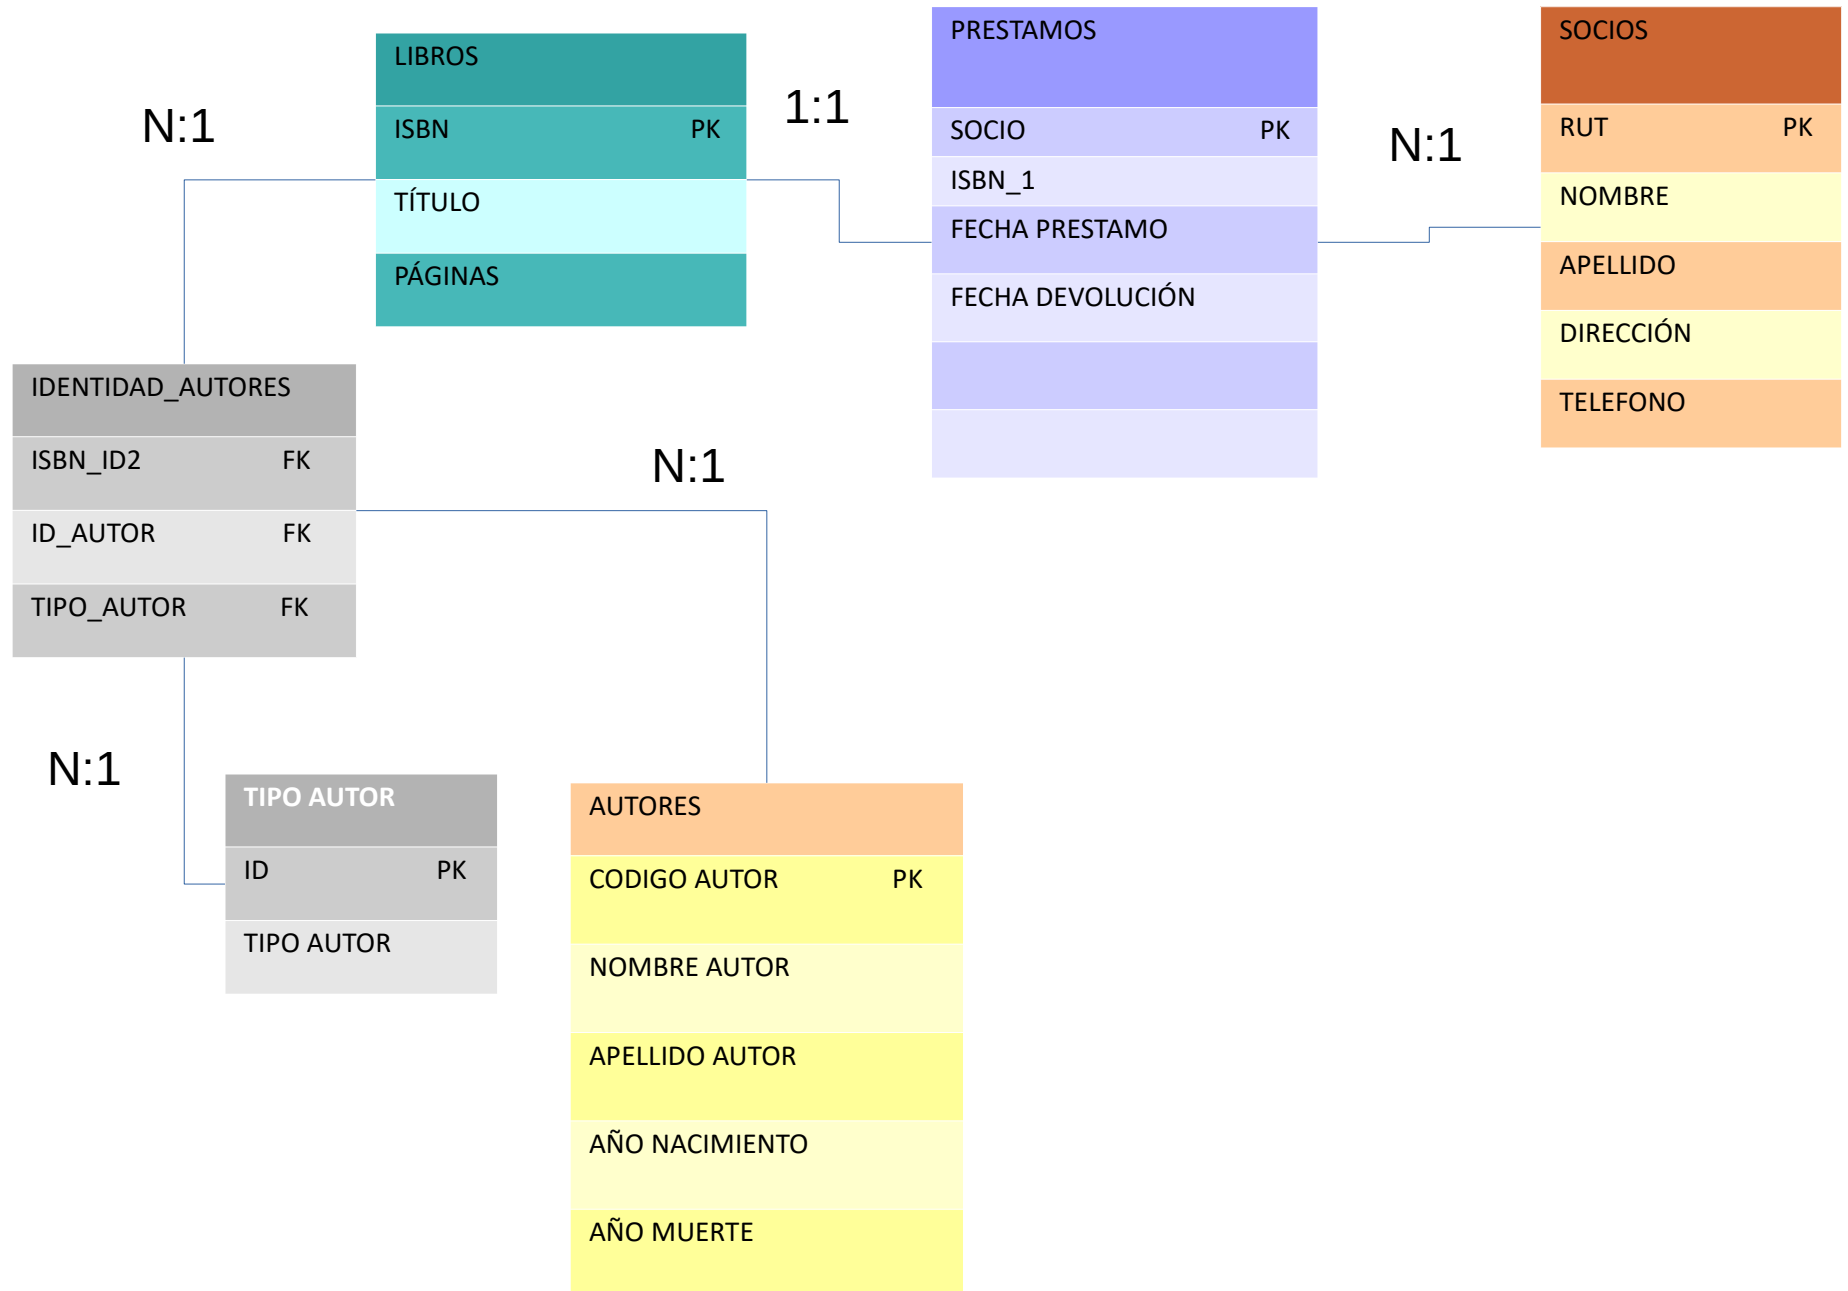 N:1
LIBROS
ISBN PK
TÍTULO
PÁGINAS
1:1
PRESTAMOS
SOCIO PK
ISBN_1
FECHA PRESTAMO
FECHA DEVOLUCIÓN
N:1
SOCIOS
RUT PK
NOMBRE
APELLIDO
DIRECCIÓN
TELEFONO
IDENTIDAD_AUTORES
ISBN_ID2 FK
ID_AUTOR FK
TIPO_AUTOR FK
N:1
N:1
TIPO AUTOR
ID PK
TIPO AUTOR
AUTORES
CODIGO AUTOR PK
NOMBRE AUTOR
APELLIDO AUTOR
AÑO NACIMIENTO
AÑO MUERTE